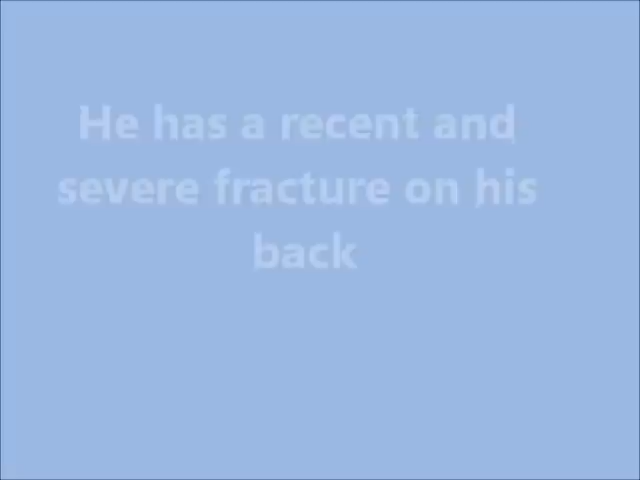 He has a recent and
severe fracture on his
back